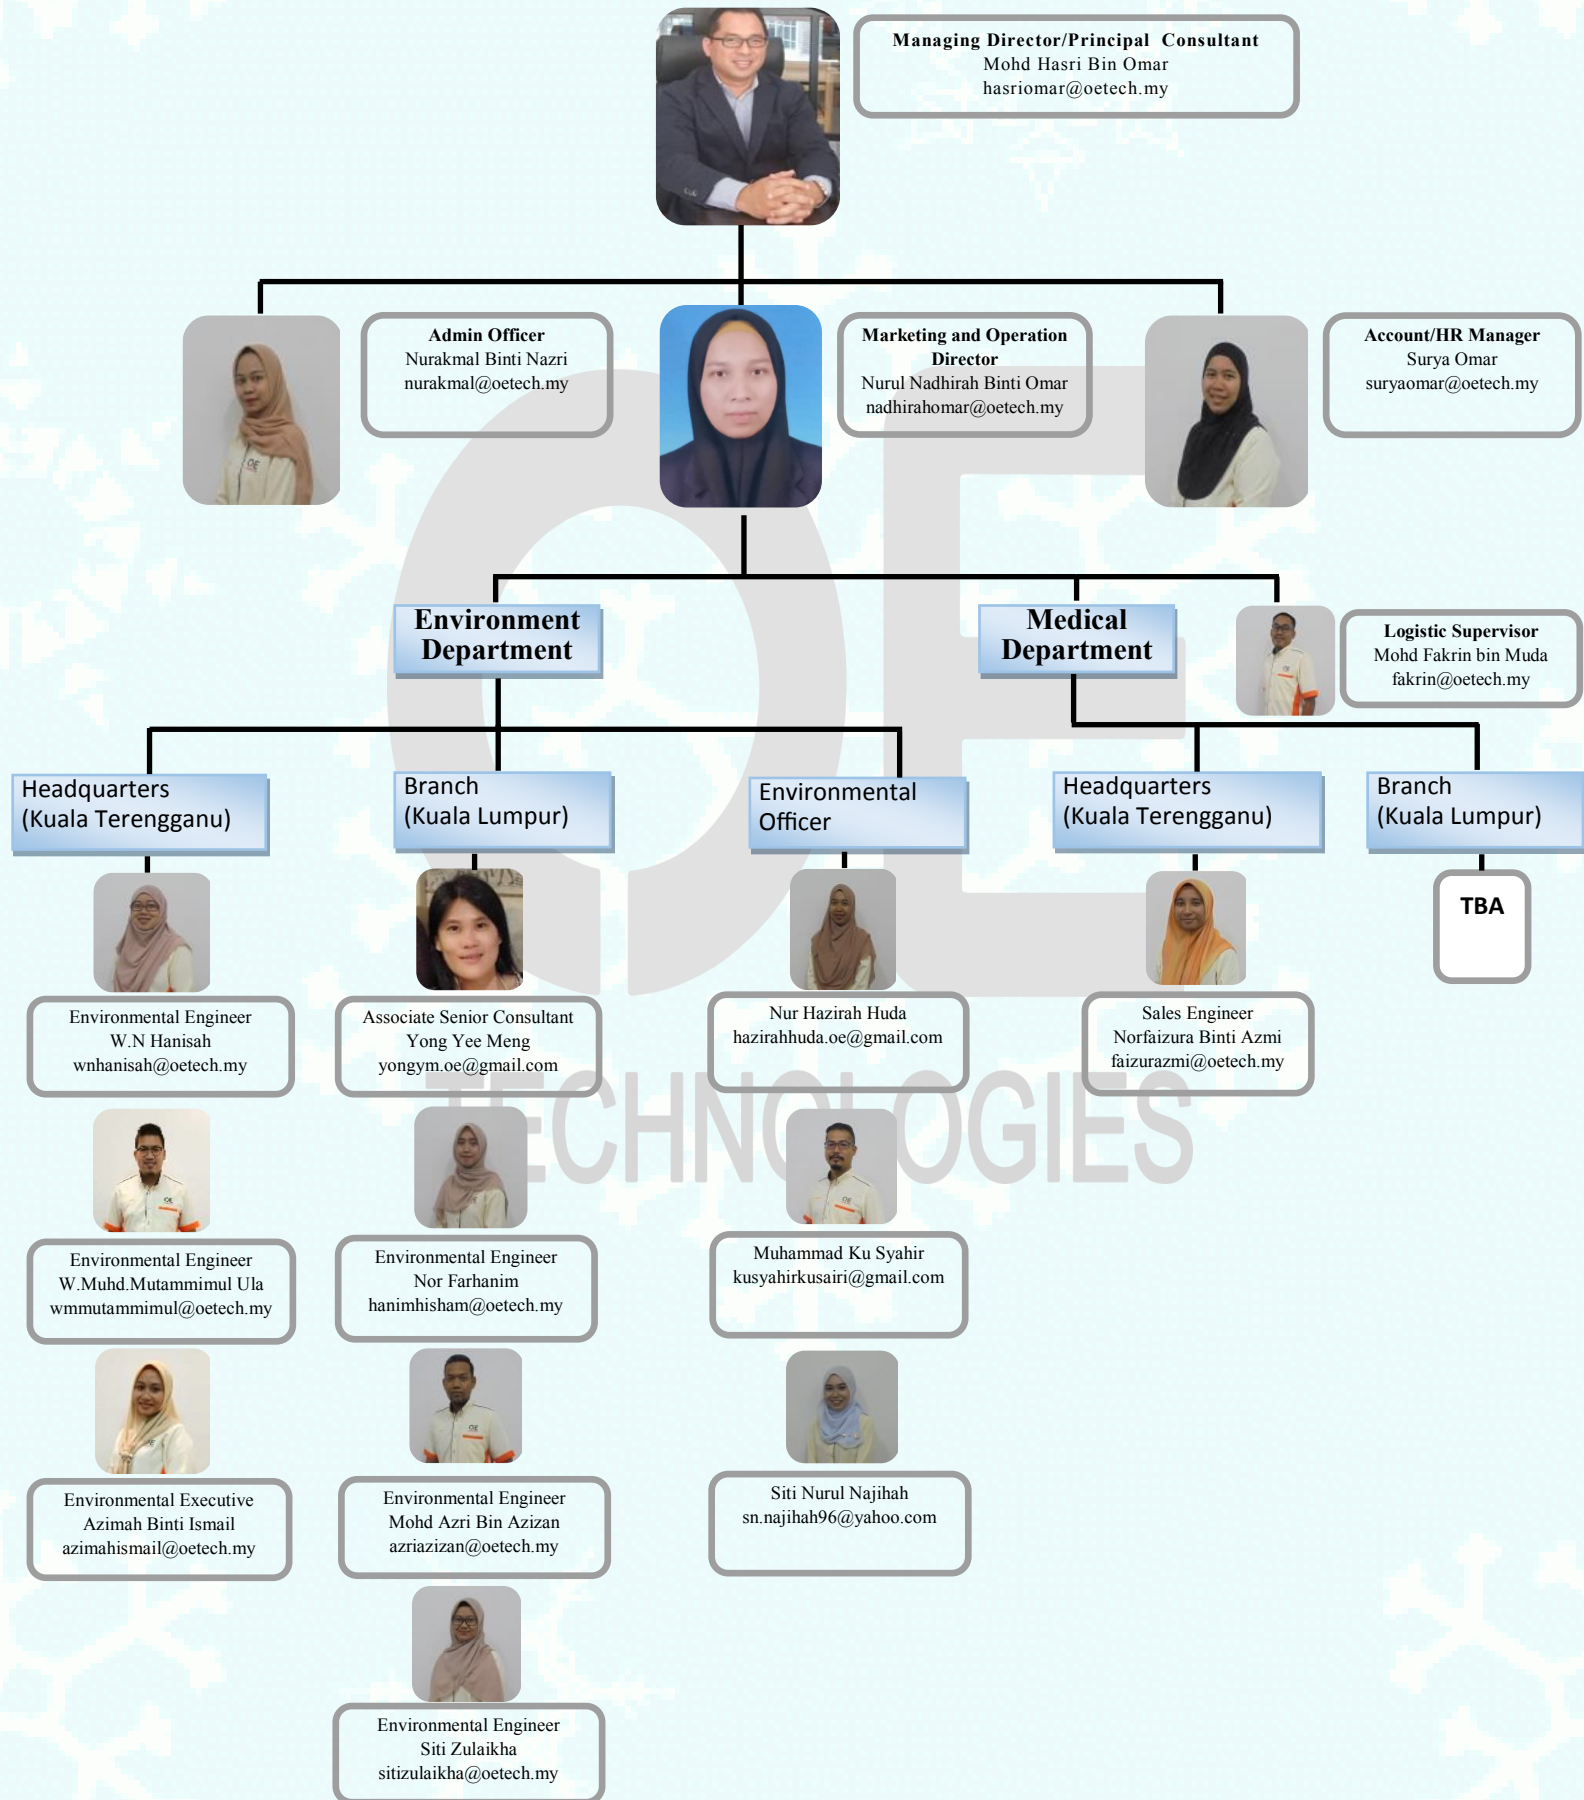 Managing Director/Principal Consultant
Mohd Hasri Bin Omar
hasriomar@oetech.my
Admin Officer
Nurakmal Binti Nazri
nurakmal@oetech.my
Marketing and Operation
Director
Nurul Nadhirah Binti Omar
nadhirahomar@oetech.my
Account/HR Manager
Surya Omar
suryaomar@oetech.my
Environment
Department
Medical
Department
Logistic Supervisor
Mohd Fakrin bin Muda
fakrin@oetech.my
Headquarters
(Kuala Terengganu)
Branch
(Kuala Lumpur)
Environmental
Officer
Headquarters
(Kuala Terengganu)
Branch
(Kuala Lumpur)
TBA
Environmental Engineer
W.N Hanisah
wnhanisah@oetech.my
Associate Senior Consultant
Yong Yee Meng
yongym.oe@gmail.com
Nur Hazirah Huda
hazirahhuda.oe@gmail.com
Sales Engineer
Norfaizura Binti Azmi
faizurazmi@oetech.my
OE
TECHNOLOGIES
Environmental Engineer
W.Muhd.Mutammimul Ula
wmmutammimul@oetech.my
Environmental Engineer
Nor Farhanim
hanimhisham@oetech.my
Muhammad Ku Syahir
kusyahirkusairi@gmail.com
Environmental Executive
Azimah Binti Ismail
azimahismail@oetech.my
Environmental Engineer
Mohd Azri Bin Azizan
azriazizan@oetech.my
Siti Nurul Najihah
sn.najihah96@yahoo.com
Environmental Engineer
Siti Zulaikha
sitizulaikha@oetech.my